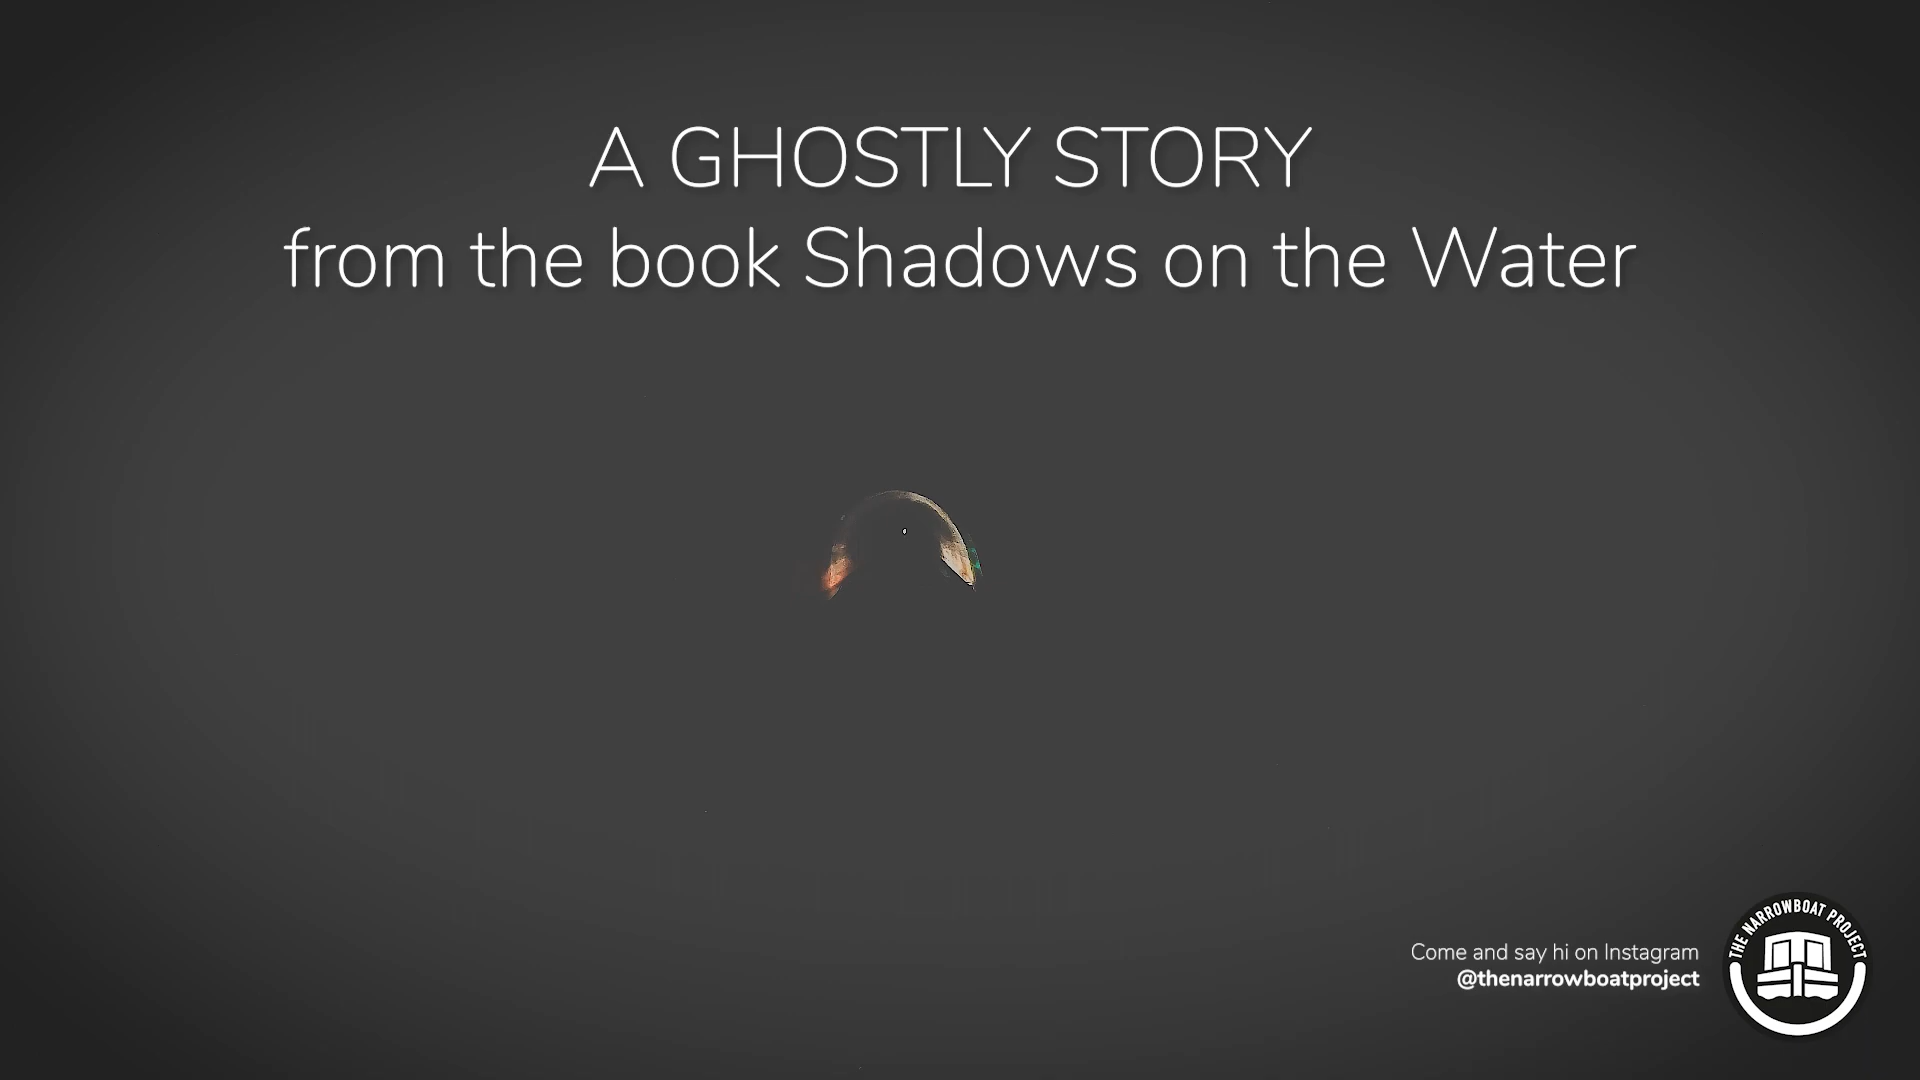 A GHOSTLY STORY
from the book Shadows on the Water
Come and say hi on Instagram
@thenarrowboatproject
THE NARROWBOAT PROJECT